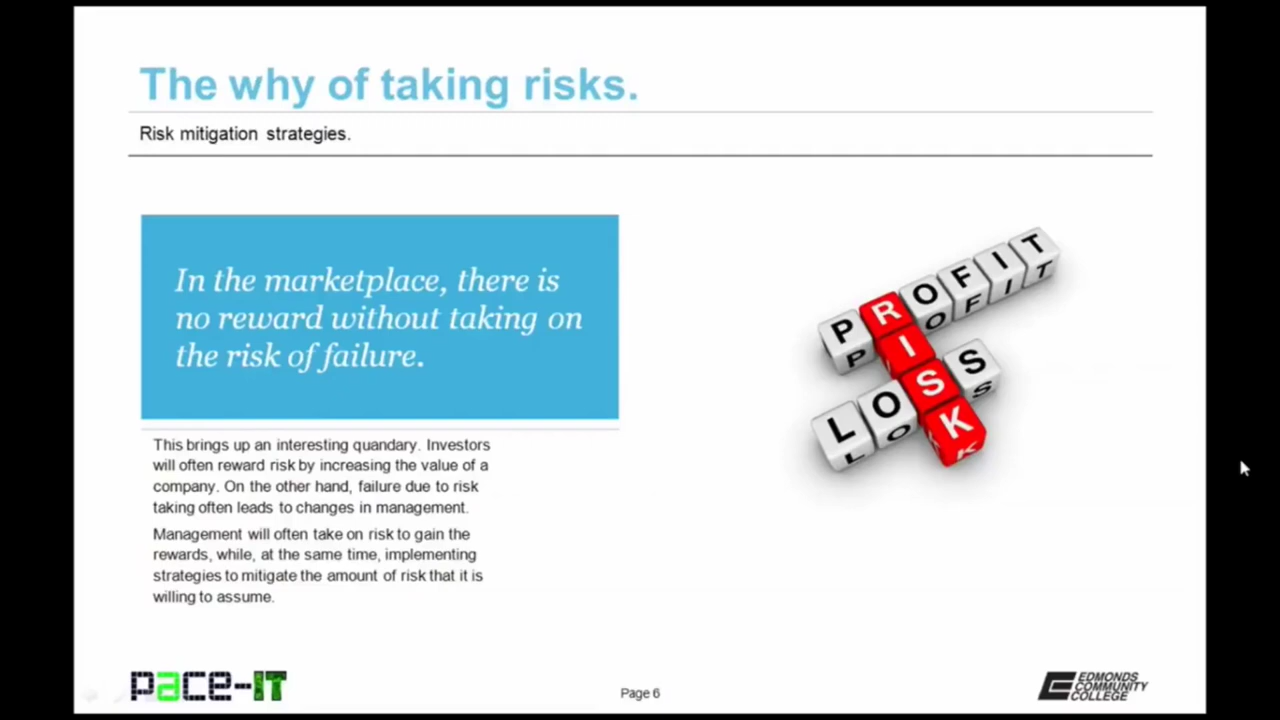 The why of taking risks.
Risk mitigation strategies.
In the marketplace, there is
no reward without taking on
the risk of failure.
This brings up an interesting quandary. Investors
will often reward risk by increasing the value of a
company. On the other hand, failure due to risk
taking often leads to changes in management.
Management will often take on risk to gain the
rewards, while, at the same time, implementing
strategies to mitigate the amount of risk that it is
willing to assume.
PROFIT
RISK
LOSS
pace-IT
Page 6
EDMONDS
COMMUNITY
COLLEGE